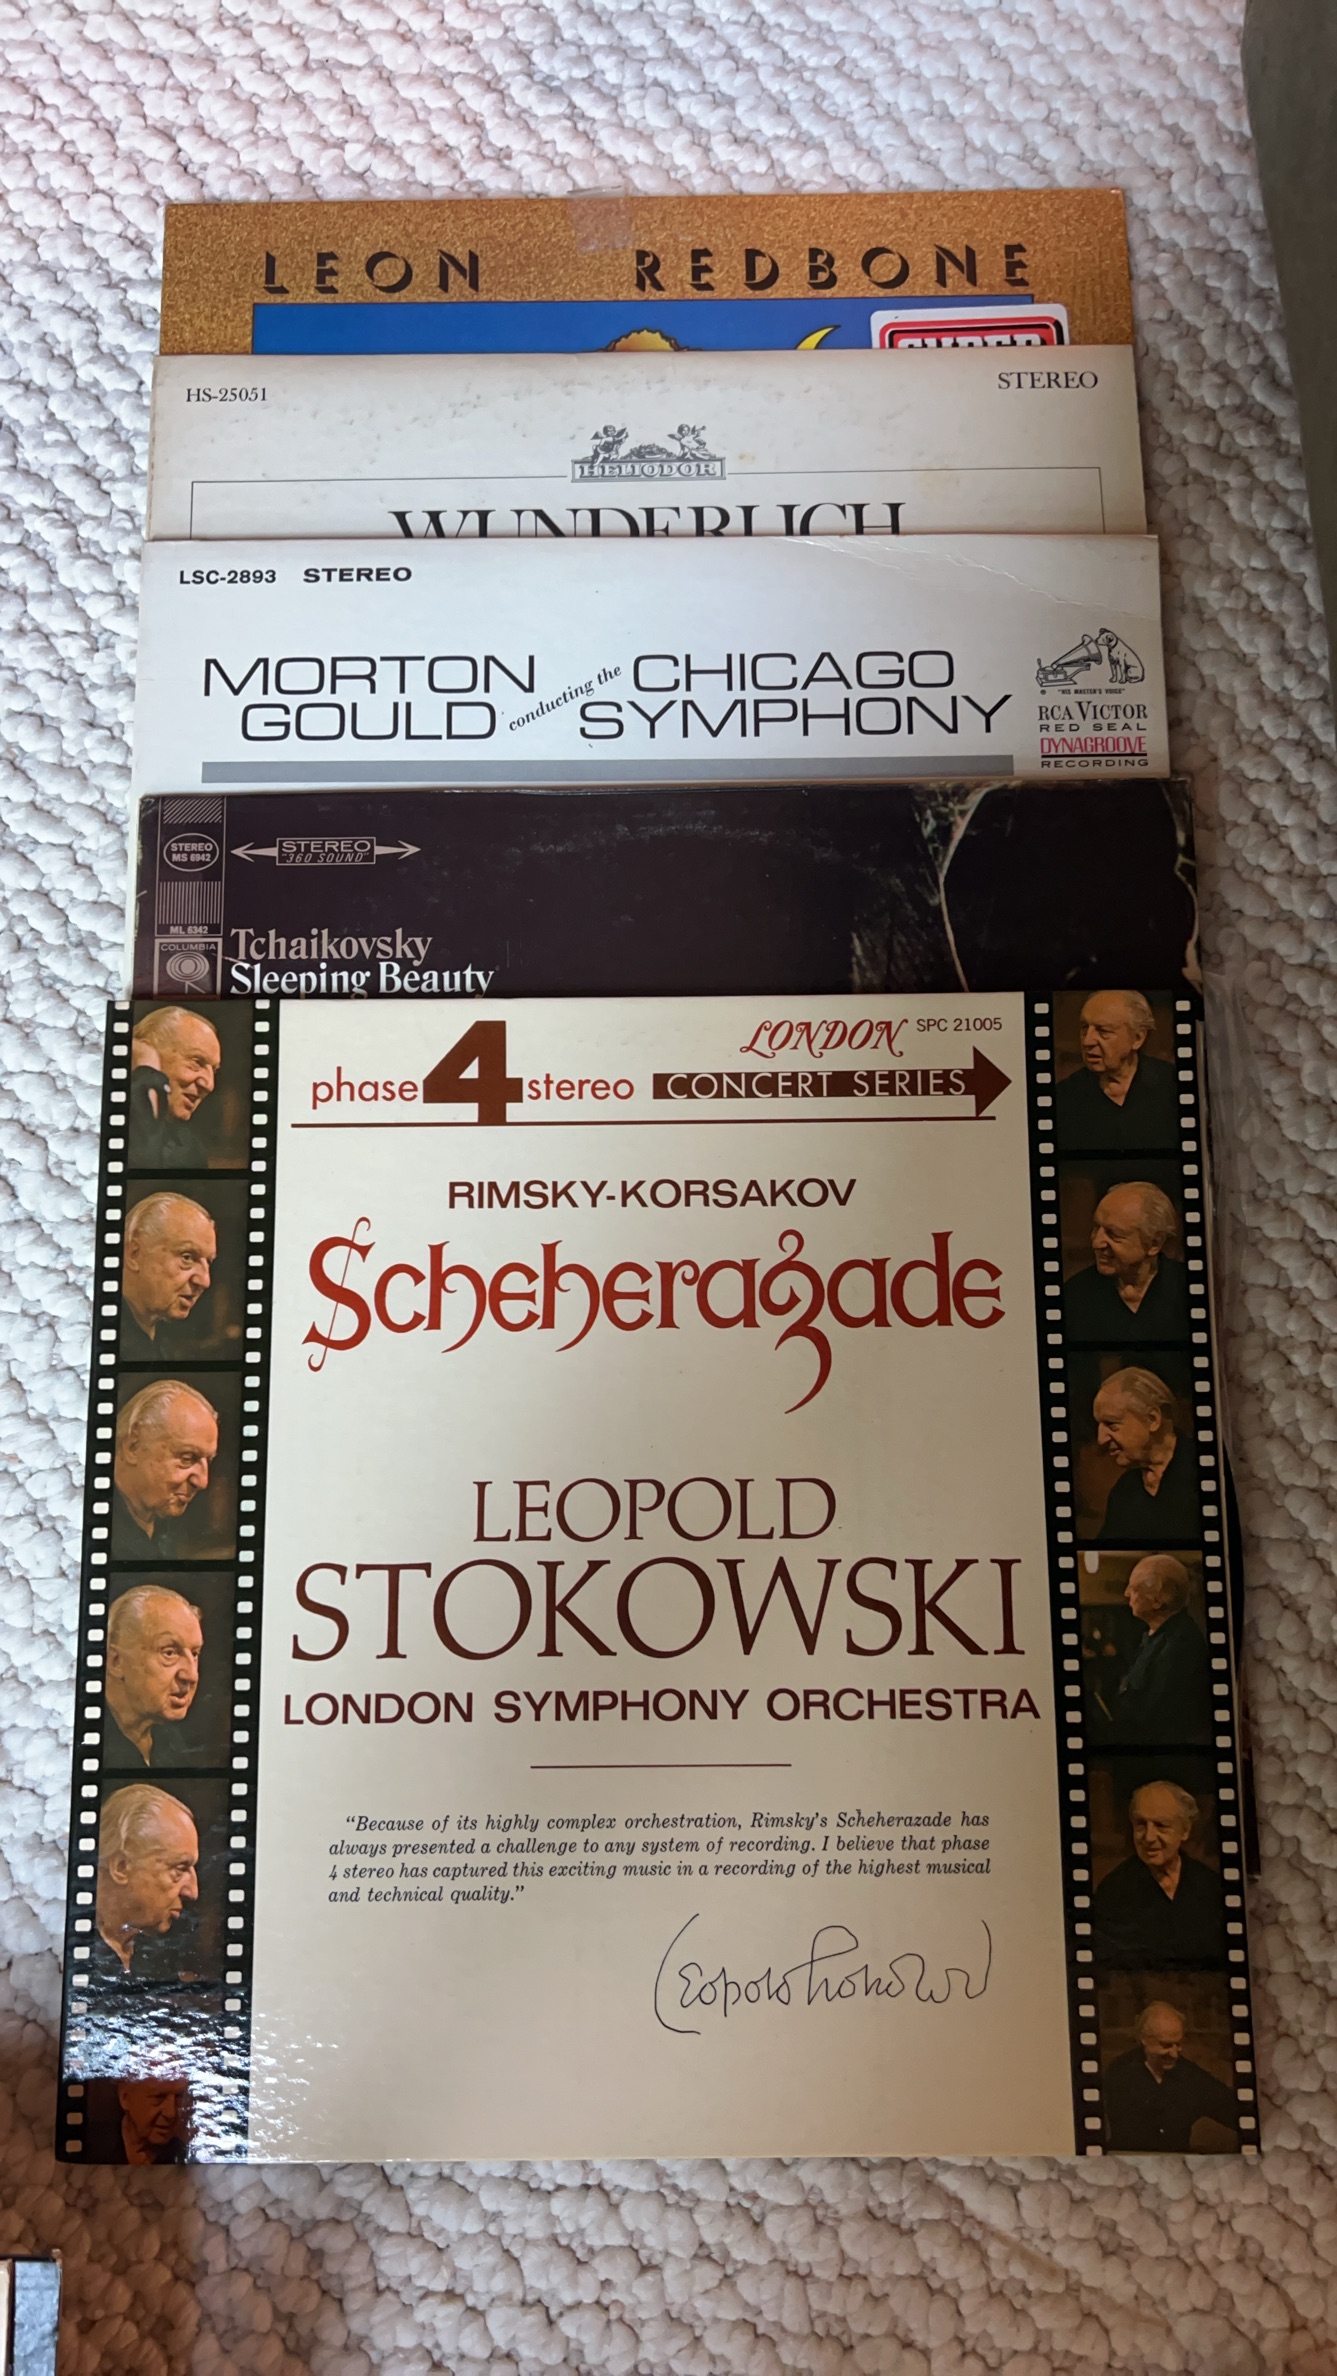 LEON REDBONE
SUPER
HS-25051
STEREO
HELIODOR
WUNDERLICH
LSC-2893 STEREO
MORTON GOULD conducting the CHICAGO SYMPHONY
"HIS MASTER'S VOICE"
RCA VICTOR
RED SEAL
DYNAGROOVE
RECORDING
STEREO
MS 6942
STEREO
"360 SOUND"
ML 6342
COLUMBIA
Tchaikovsky
Sleeping Beauty
LONDON SPC 21005
phase 4 stereo CONCERT SERIES
RIMSKY-KORSAKOV
Scheherazade
LEOPOLD
STOKOWSKI
LONDON SYMPHONY ORCHESTRA
“Because of its highly complex orchestration, Rimsky's Scheherazade has
always presented a challenge to any system of recording. I believe that phase
4 stereo has captured this exciting music in a recording of the highest musical
and technical quality.”
Leopold Stokowski